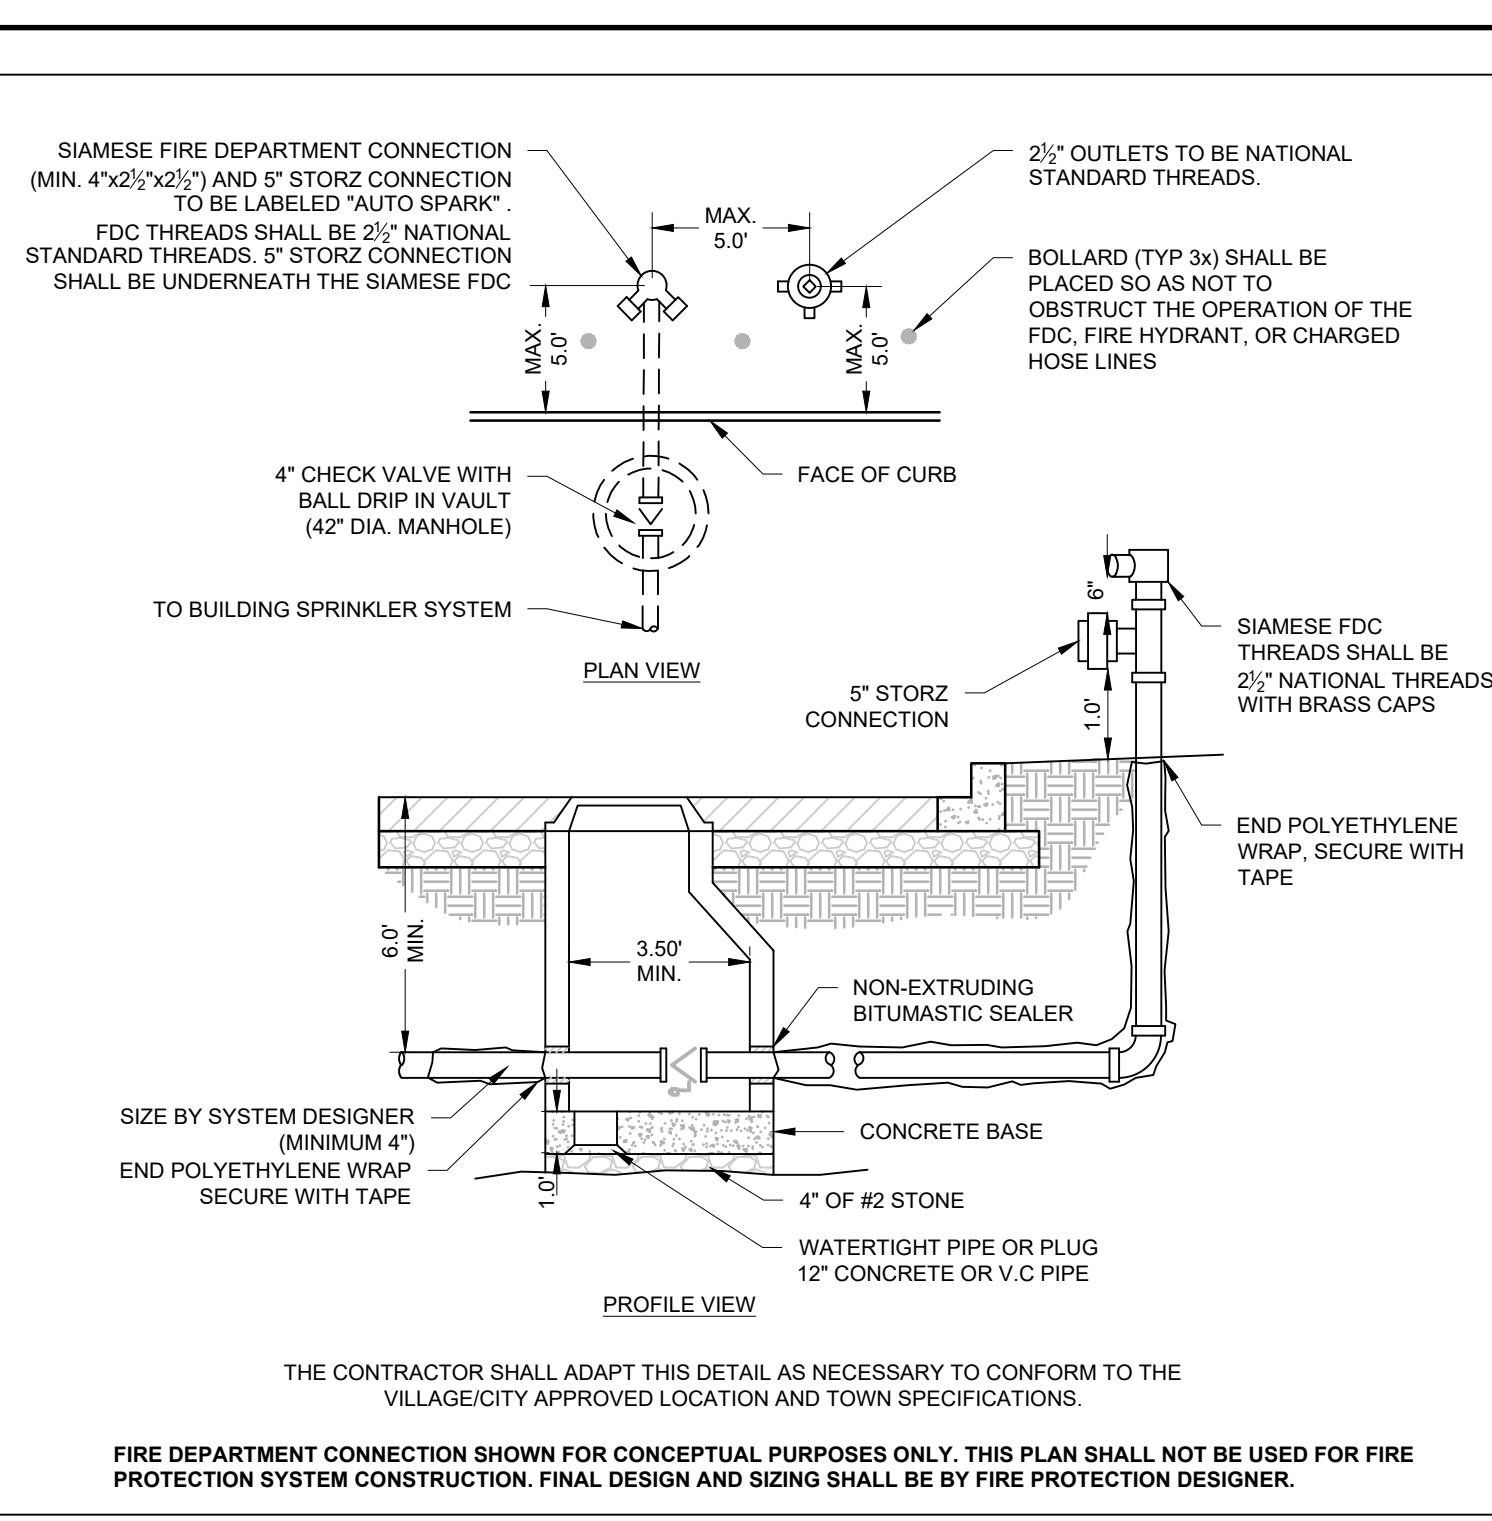 SIAMESE FIRE DEPARTMENT CONNECTION
(MIN. 4"x2½"x2½") AND 5" STORZ CONNECTION
TO BE LABELED "AUTO SPARK" .
FDC THREADS SHALL BE 2½" NATIONAL
STANDARD THREADS. 5" STORZ CONNECTION
SHALL BE UNDERNEATH THE SIAMESE FDC
MAX.
5.0'
2½" OUTLETS TO BE NATIONAL
STANDARD THREADS.
BOLLARD (TYP 3x) SHALL BE
PLACED SO AS NOT TO
OBSTRUCT THE OPERATION OF THE
FDC, FIRE HYDRANT, OR CHARGED
HOSE LINES
MAX.
5.0'
MAX.
5.0'
4" CHECK VALVE WITH
BALL DRIP IN VAULT
(42" DIA. MANHOLE)
FACE OF CURB
TO BUILDING SPRINKLER SYSTEM
PLAN VIEW
6"
SIAMESE FDC
THREADS SHALL BE
2½" NATIONAL THREADS
WITH BRASS CAPS
5" STORZ
CONNECTION
1.0'
END POLYETHYLENE
WRAP, SECURE WITH
TAPE
6.0'
MIN.
3.50'
MIN.
NON-EXTRUDING
BITUMASTIC SEALER
SIZE BY SYSTEM DESIGNER
(MINIMUM 4")
END POLYETHYLENE WRAP
SECURE WITH TAPE
1.0'
CONCRETE BASE
4" OF #2 STONE
WATERTIGHT PIPE OR PLUG
12" CONCRETE OR V.C PIPE
PROFILE VIEW
THE CONTRACTOR SHALL ADAPT THIS DETAIL AS NECESSARY TO CONFORM TO THE
VILLAGE/CITY APPROVED LOCATION AND TOWN SPECIFICATIONS.
FIRE DEPARTMENT CONNECTION SHOWN FOR CONCEPTUAL PURPOSES ONLY. THIS PLAN SHALL NOT BE USED FOR FIRE
PROTECTION SYSTEM CONSTRUCTION. FINAL DESIGN AND SIZING SHALL BE BY FIRE PROTECTION DESIGNER.